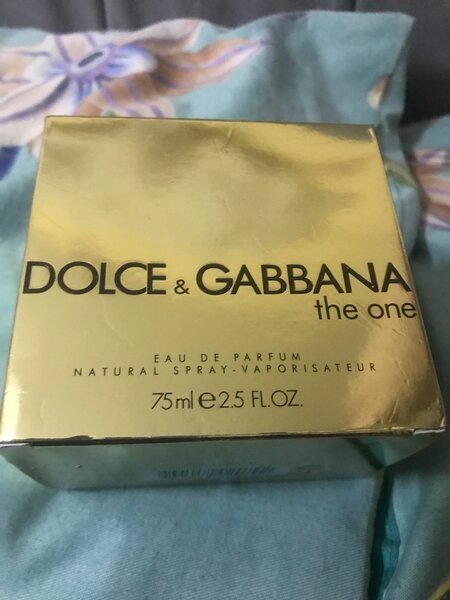 DOLCE & GABBANA
the one
EAU DE PARFUM
NATURAL SPRAY-VAPORISATEUR
75ml e 2.5 FL.OZ.